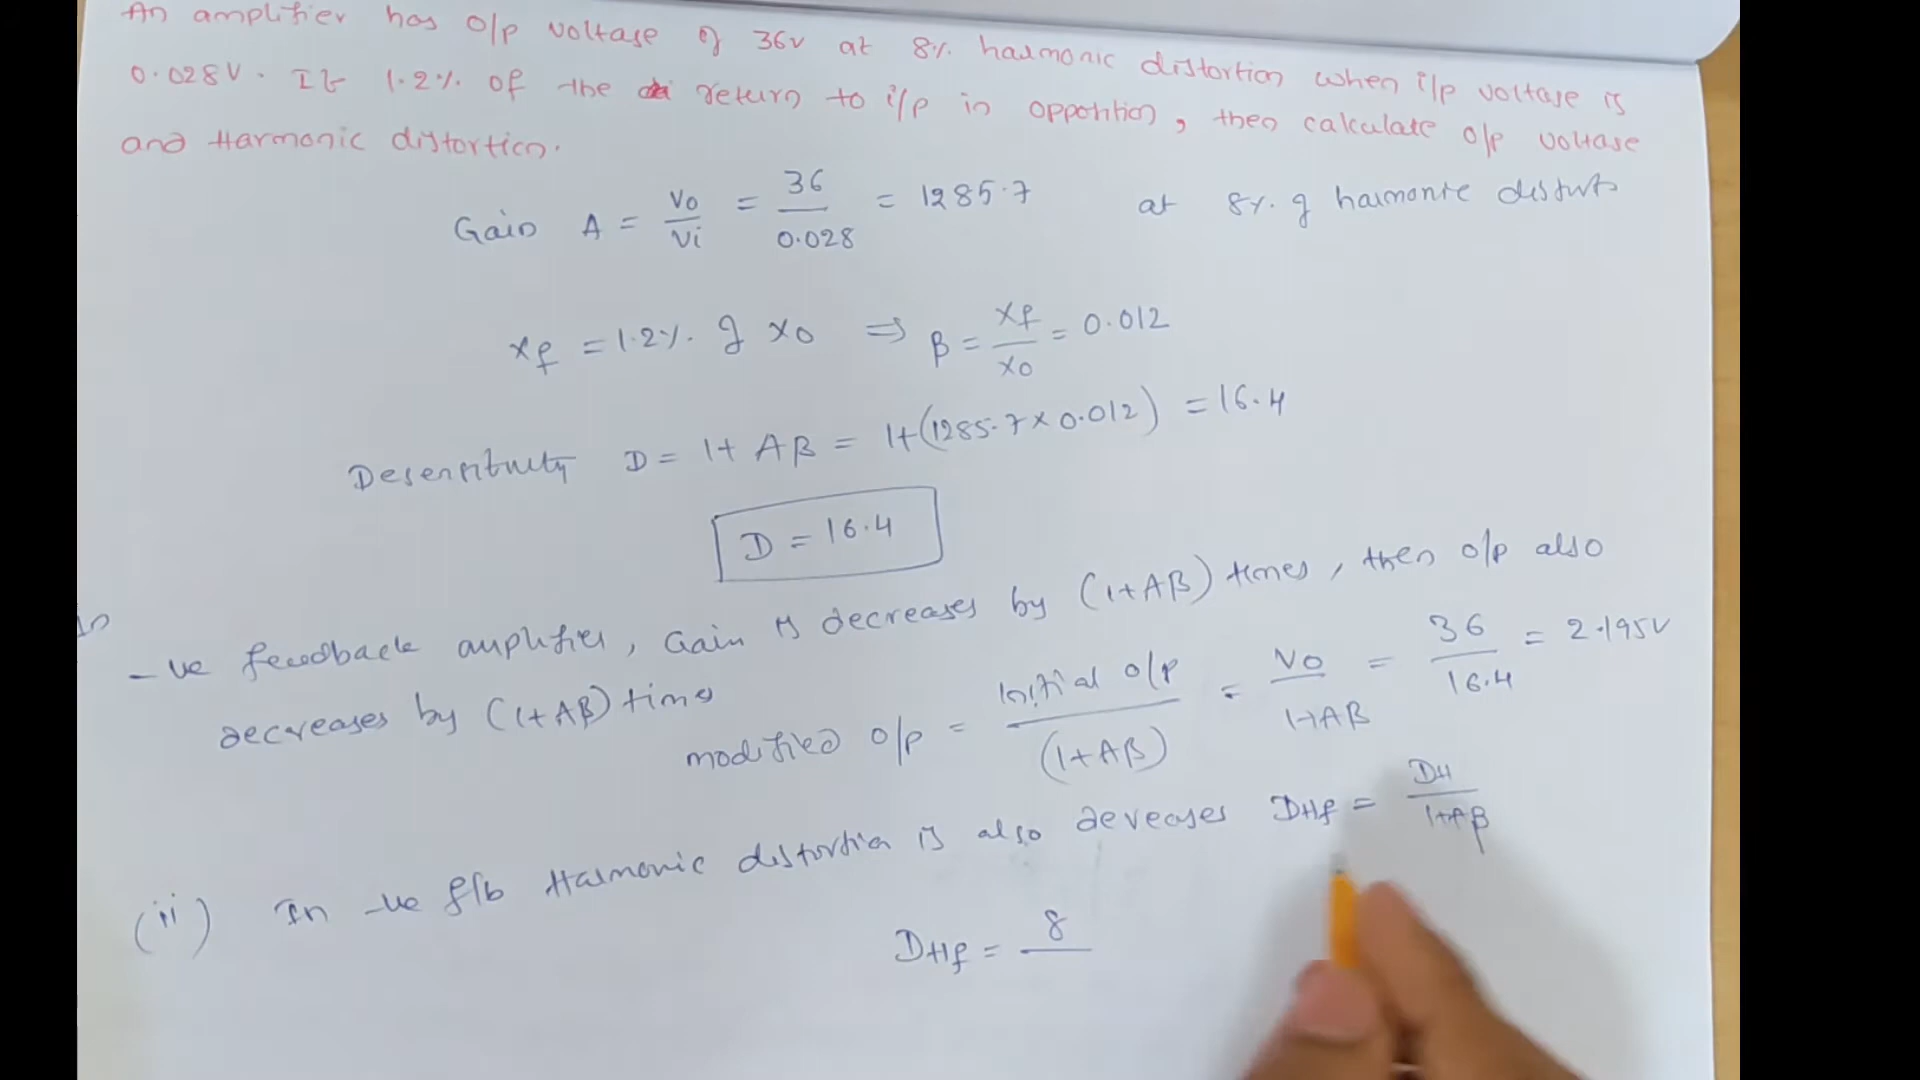 An amplifier has o/p voltage of 36v at 8% harmonic distortion when i/p voltage is
0.028V. If 1.2% of the return to i/p in opposition, then calculate o/p voltage
and Harmonic distortion.
Gain A = Vo/Vi = 36/0.028 = 1285.7 at 8% of harmonic
xf = 1.2% of xo ⇒ β = xf/xo = 0.012
Desensitivity D = 1+ Aβ = 1+(1285.7×0.012) = 16.4
D = 16.4
In
-ve feedback amplifier, Gain is decreases by (1+Aβ) times, then o/p also
decreases by (1+Aβ) times
modified o/p = Initial o/p/(1+Aβ) = Vo/1+Aβ = 36/16.4 = 2.195V
(ii) In -ve f/b Harmonic distortion is also decreases DHf = DH/1+Aβ
DHf = 8